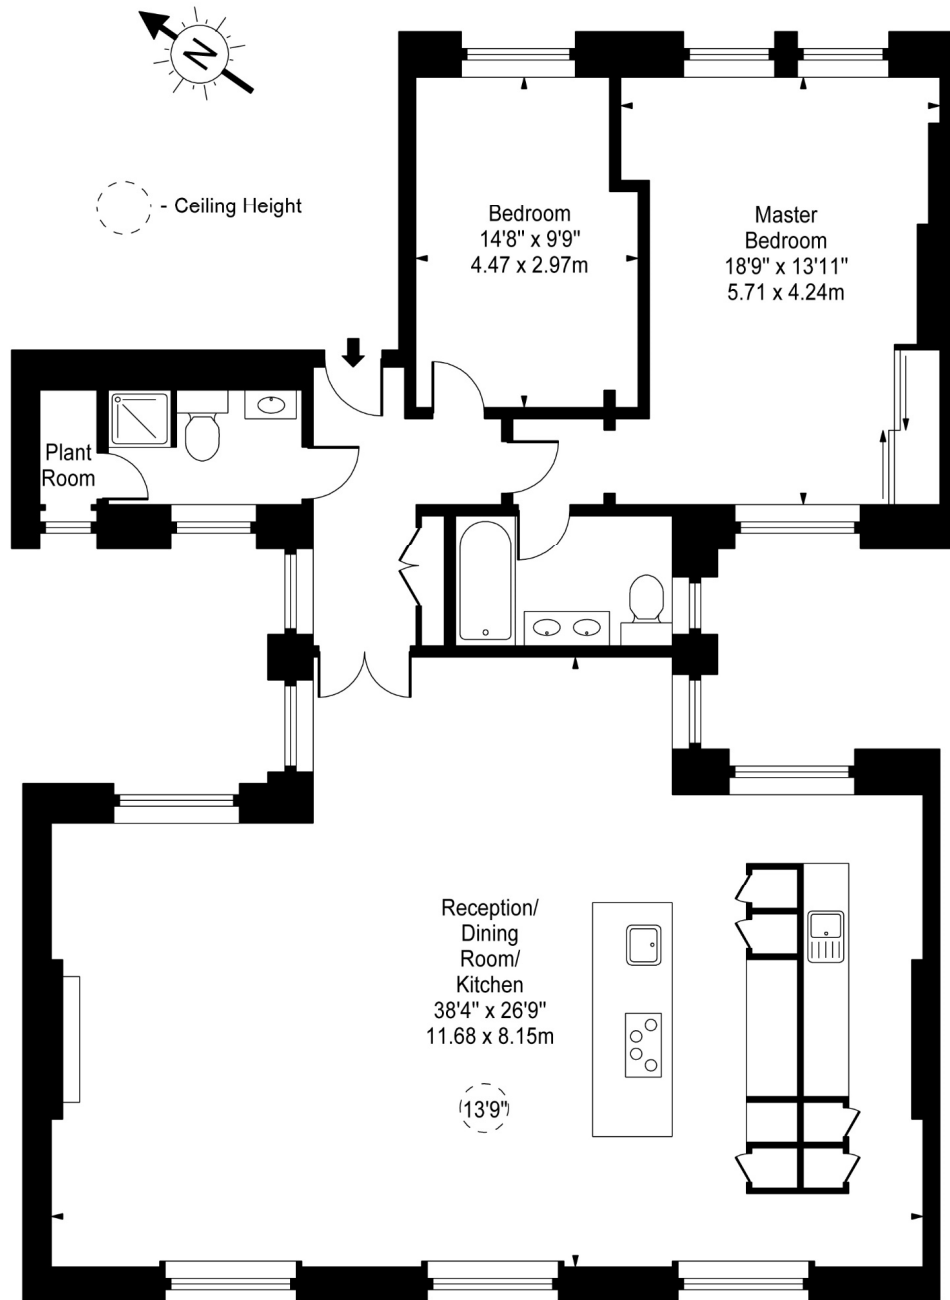 N
- Ceiling Height
Bedroom
14'8" x 9'9"
4.47 x 2.97m
Master
Bedroom
18'9" x 13'11"
5.71 x 4.24m
Plant
Room
Reception/
Dining
Room/
Kitchen
38'4" x 26'9"
11.68 x 8.15m
13'9"